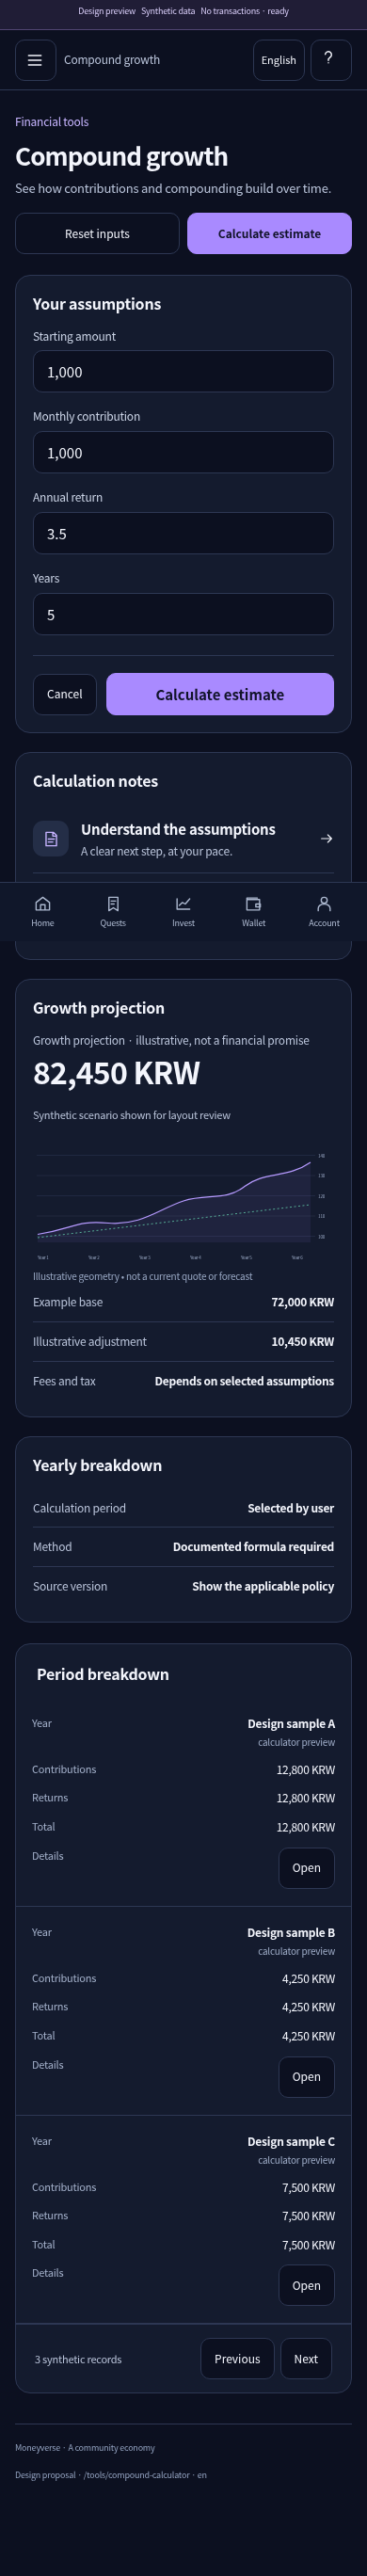 Design preview Synthetic data No transactions · ready
Compound growth
English
?
Financial tools
Compound growth
See how contributions and compounding build over time.
Reset inputs
Calculate estimate
Your assumptions
Starting amount
1,000
Monthly contribution
1,000
Annual return
3.5
Years
5
Cancel
Calculate estimate
Calculation notes
Understand the assumptions
A clear next step, at your pace.
Home
Quests
Invest
Wallet
Account
Growth projection
Growth projection · illustrative, not a financial promise
82,450 KRW
Synthetic scenario shown for layout review
Year 1 Year 2
Illustrative geometry • not a current quote or forecast
Example base 72,000 KRW
Illustrative adjustment 10,450 KRW
Fees and tax Depends on selected assumptions
Yearly breakdown
Calculation period Selected by user
Method Documented formula required
Source version Show the applicable policy
Period breakdown
Year Design sample A
calculator preview
Contributions 12,800 KRW
Returns 12,800 KRW
Total 12,800 KRW
Details Open
Year Design sample B
calculator preview
Contributions 4,250 KRW
Returns 4,250 KRW
Total 4,250 KRW
Details Open
Year Design sample C
calculator preview
Contributions 7,500 KRW
Returns 7,500 KRW
Total 7,500 KRW
Details Open
3 synthetic records
Previous
Next
Moneyverse · A community economy
Design proposal · /tools/compound-calculator · en